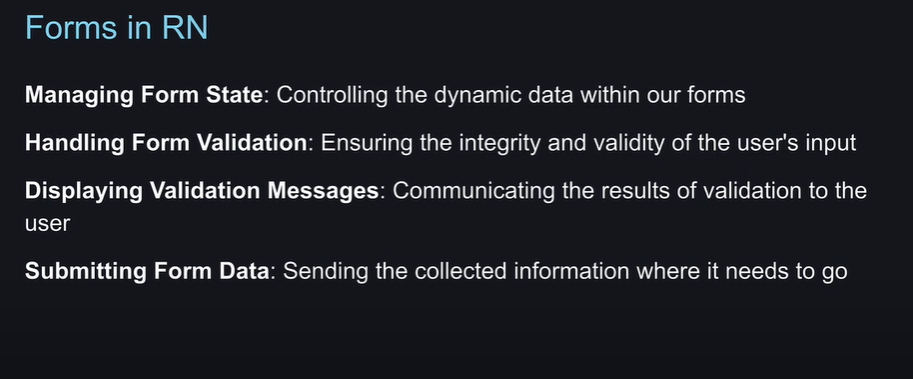 Forms in RN
Managing Form State: Controlling the dynamic data within our forms
Handling Form Validation: Ensuring the integrity and validity of the user's input
Displaying Validation Messages: Communicating the results of validation to the
user
Submitting Form Data: Sending the collected information where it needs to go